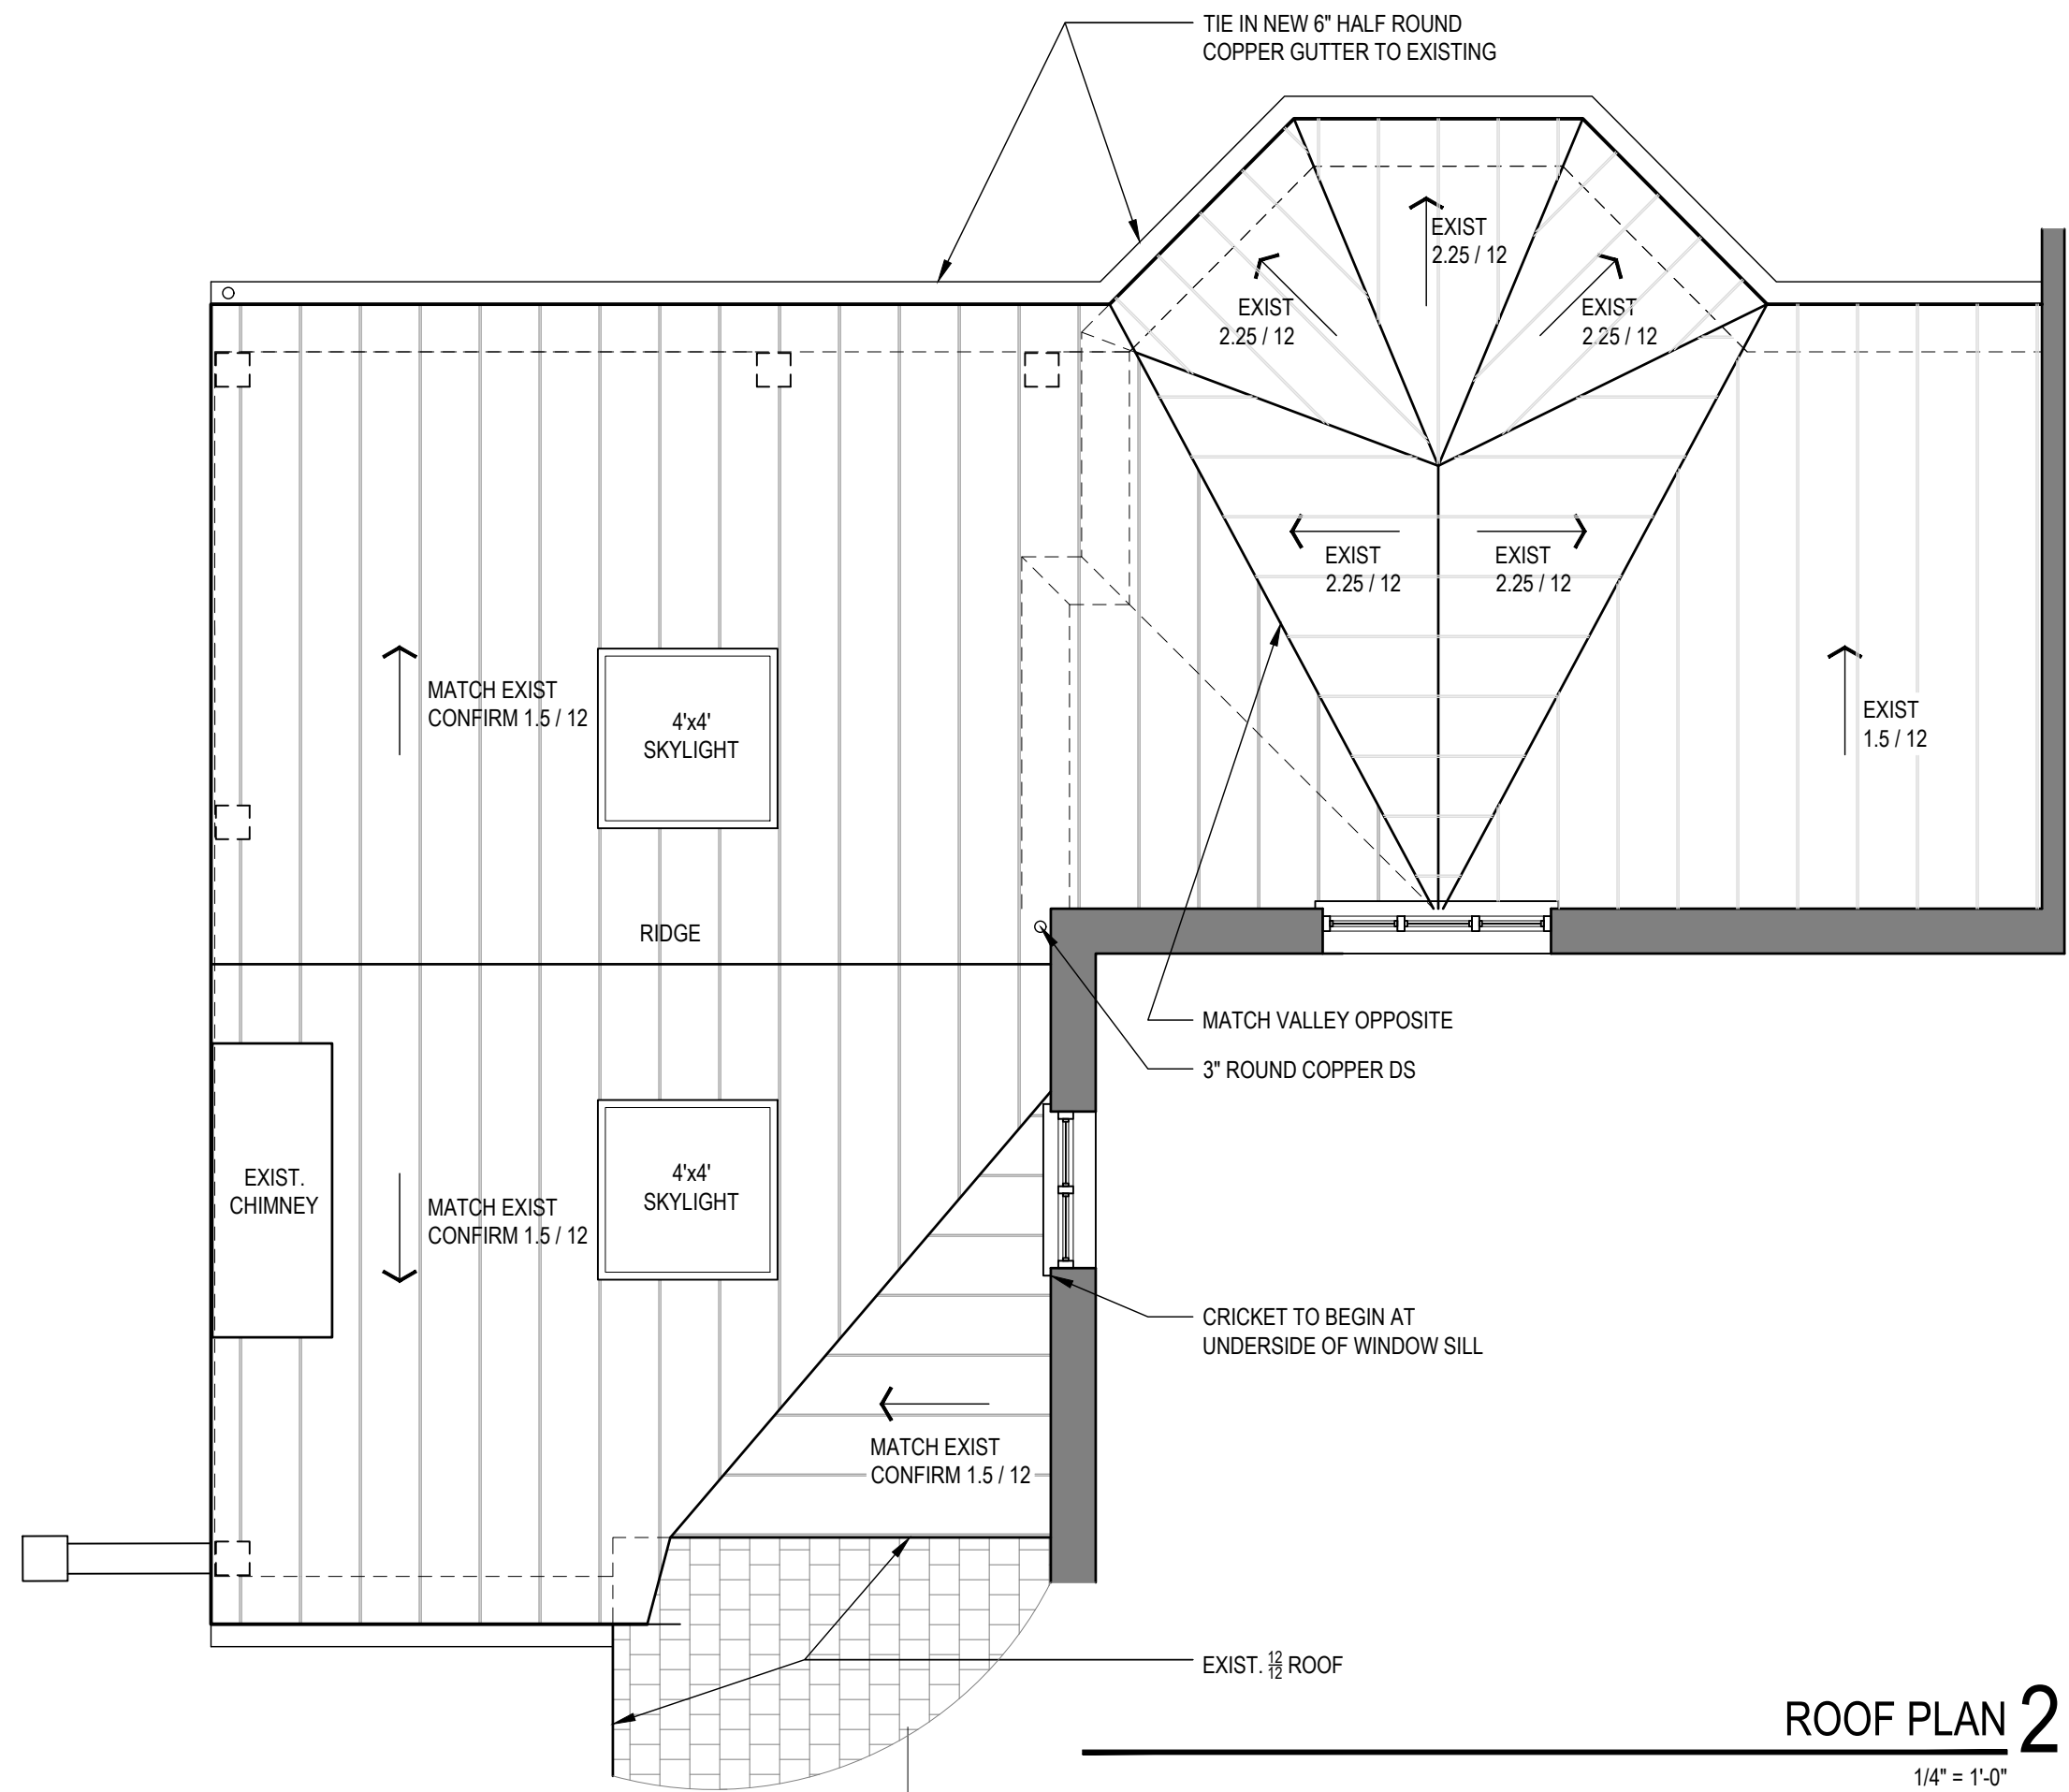 TIE IN NEW 6" HALF ROUND
COPPER GUTTER TO EXISTING
EXIST
2.25 / 12
EXIST
2.25 / 12
EXIST
2.25 / 12
EXIST
2.25 / 12
EXIST
2.25 / 12
MATCH EXIST
CONFIRM 1.5 / 12
4'x4'
SKYLIGHT
EXIST
1.5 / 12
RIDGE
MATCH VALLEY OPPOSITE
3" ROUND COPPER DS
EXIST.
CHIMNEY
MATCH EXIST
CONFIRM 1.5 / 12
4'x4'
SKYLIGHT
CRICKET TO BEGIN AT
UNDERSIDE OF WINDOW SILL
MATCH EXIST
CONFIRM 1.5 / 12
EXIST. 12/12 ROOF
ROOF PLAN 2
1/4" = 1'-0"